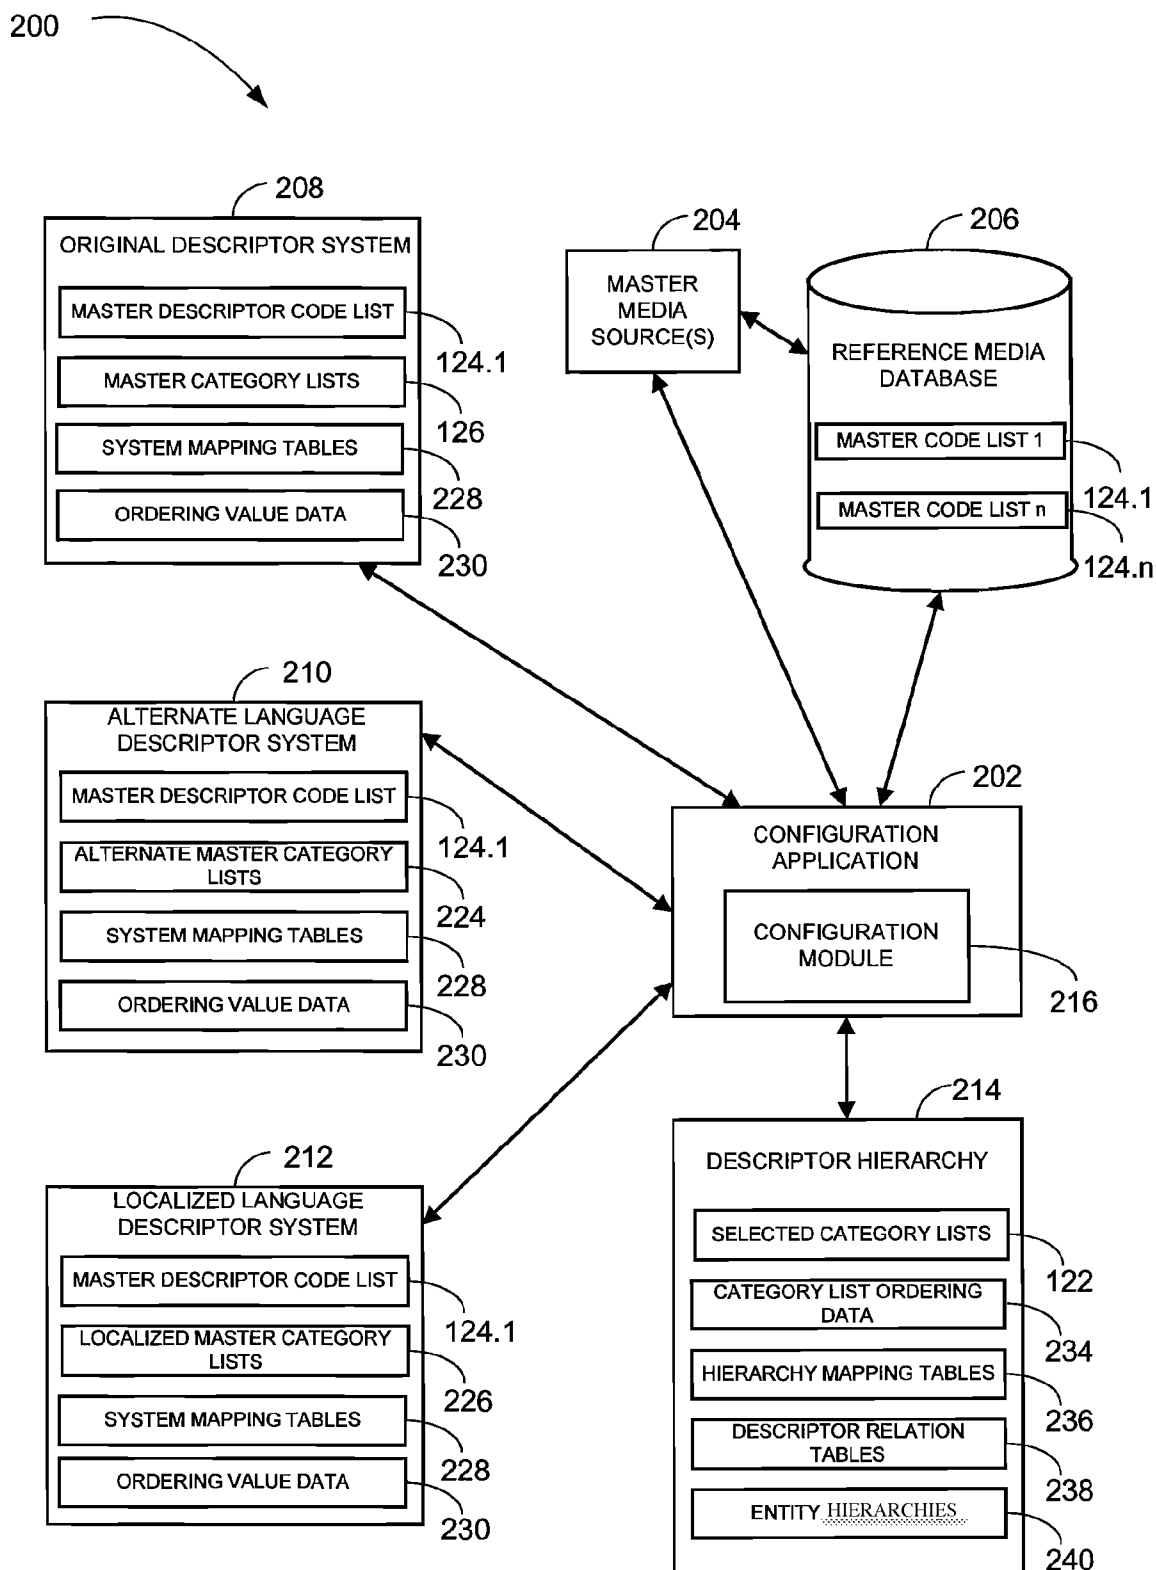 200
208
ORIGINAL DESCRIPTOR SYSTEM
MASTER DESCRIPTOR CODE LIST
124.1
MASTER CATEGORY LISTS
126
SYSTEM MAPPING TABLES
228
ORDERING VALUE DATA
230
204
MASTER
MEDIA
SOURCE(S)
206
REFERENCE MEDIA
DATABASE
MASTER CODE LIST 1
124.1
MASTER CODE LIST n
124.n
210
ALTERNATE LANGUAGE
DESCRIPTOR SYSTEM
MASTER DESCRIPTOR CODE LIST
124.1
ALTERNATE MASTER CATEGORY
LISTS
224
SYSTEM MAPPING TABLES
228
ORDERING VALUE DATA
230
202
CONFIGURATION
APPLICATION
CONFIGURATION
MODULE
216
212
LOCALIZED LANGUAGE
DESCRIPTOR SYSTEM
MASTER DESCRIPTOR CODE LIST
124.1
LOCALIZED MASTER CATEGORY
LISTS
226
SYSTEM MAPPING TABLES
228
ORDERING VALUE DATA
230
214
DESCRIPTOR HIERARCHY
SELECTED CATEGORY LISTS
122
CATEGORY LIST ORDERING
DATA
234
HIERARCHY MAPPING TABLES
236
DESCRIPTOR RELATION
TABLES
238
ENTITY HIERARCHIES
240